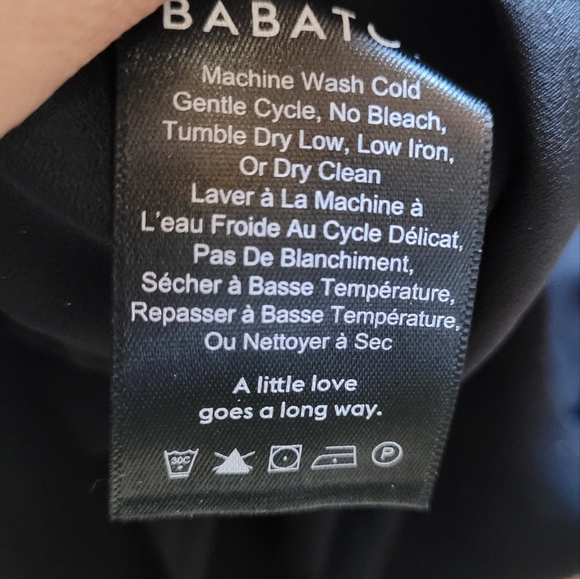 BABAT
Machine Wash Cold
Gentle Cycle, No Bleach,
Tumble Dry Low, Low Iron,
Or Dry Clean
Laver à La Machine à
L'eau Froide Au Cycle Délicat,
Pas De Blanchiment,
Sécher à Basse Température,
Repasser à Basse Température,
Ou Nettoyer à Sec
A little love
goes a long way.
30C P